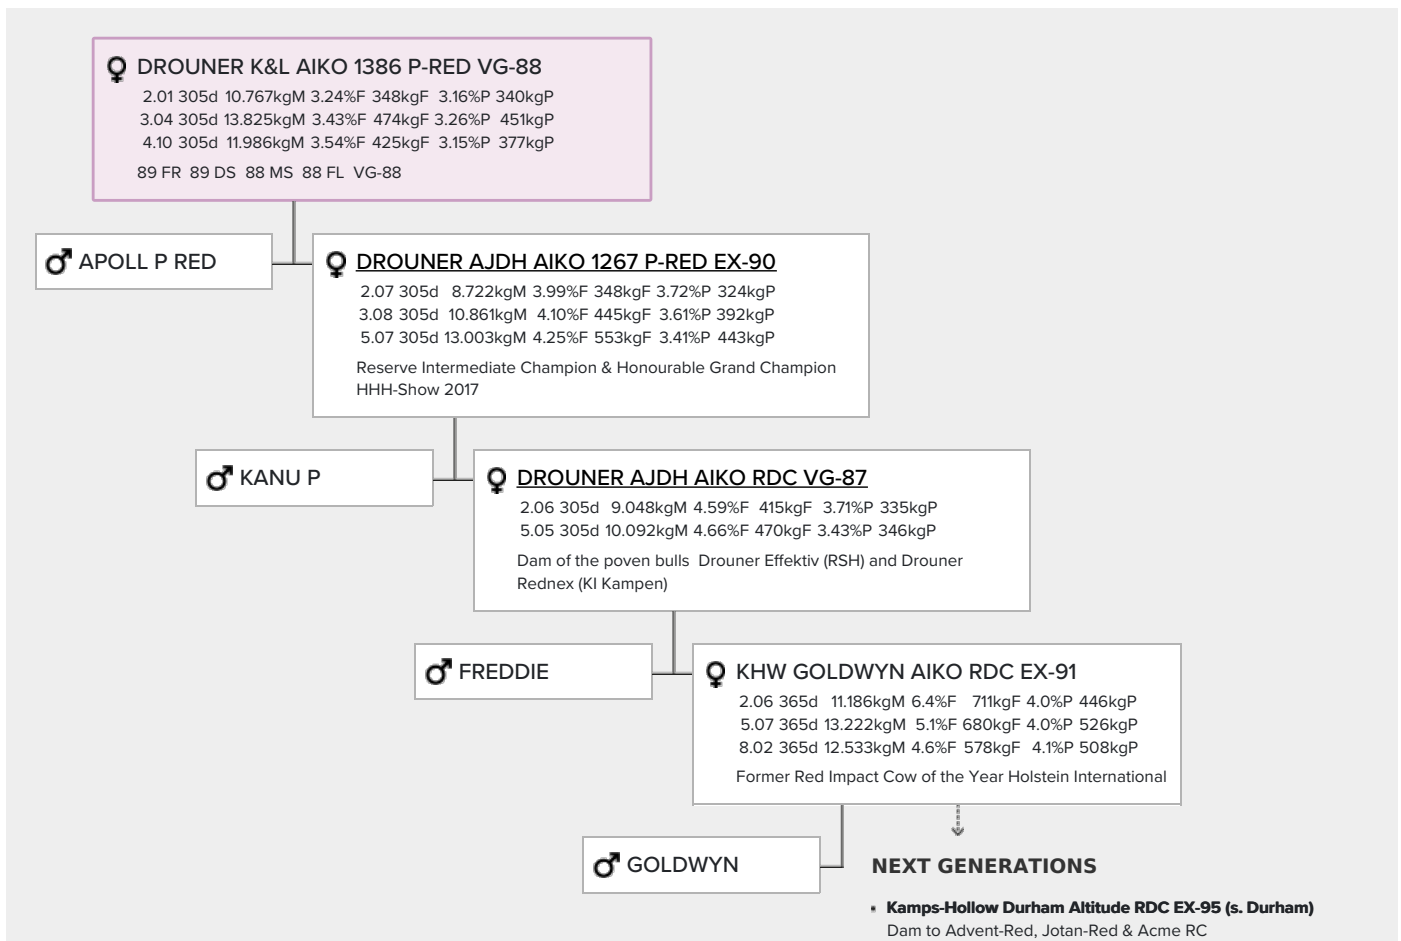 DROUNER K&L AIKO 1386 P-RED VG-88
2.01 305d 10.767kgM 3.24%F 348kgF 3.16%P 340kgP
3.04 305d 13.825kgM 3.43%F 474kgF 3.26%P 451kgP
4.10 305d 11.986kgM 3.54%F 425kgF 3.15%P 377kgP
89 FR 89 DS 88 MS 88 FL VG-88
APOLL P RED
DROUNER AJDH AIKO 1267 P-RED EX-90
2.07 305d 8.722kgM 3.99%F 348kgF 3.72%P 324kgP
3.08 305d 10.861kgM 4.10%F 445kgF 3.61%P 392kgP
5.07 305d 13.003kgM 4.25%F 553kgF 3.41%P 443kgP
Reserve Intermediate Champion & Honourable Grand Champion
HHH-Show 2017
KANU P
DROUNER AJDH AIKO RDC VG-87
2.06 305d 9.048kgM 4.59%F 415kgF 3.71%P 335kgP
5.05 305d 10.092kgM 4.66%F 470kgF 3.43%P 346kgP
Dam of the poven bulls Drouner Effektiv (RSH) and Drouner
Rednex (KI Kampen)
FREDDIE
KHW GOLDWYN AIKO RDC EX-91
2.06 365d 11.186kgM 6.4%F 711kgF 4.0%P 446kgP
5.07 365d 13.222kgM 5.1%F 680kgF 4.0%P 526kgP
8.02 365d 12.533kgM 4.6%F 578kgF 4.1%P 508kgP
Former Red Impact Cow of the Year Holstein International
GOLDWYN
NEXT GENERATIONS
Kamps-Hollow Durham Altitude RDC EX-95 (s. Durham)
Dam to Advent-Red, Jotan-Red & Acme RC